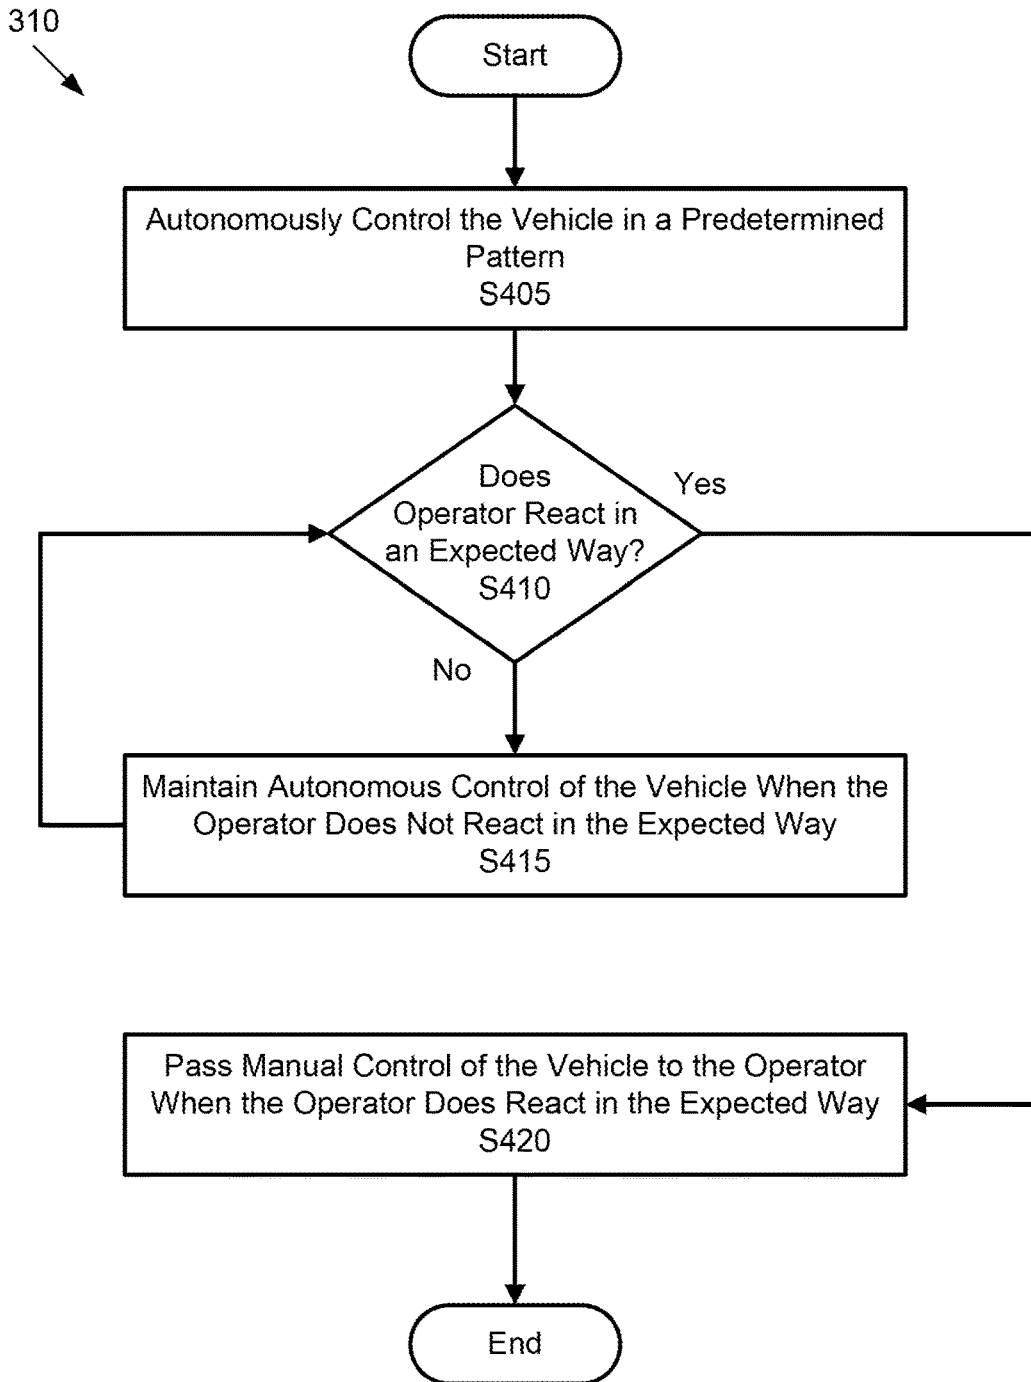 310
Start
Autonomously Control the Vehicle in a Predetermined
Pattern
S405
Does
Operator React in
an Expected Way?
S410
Yes
No
Maintain Autonomous Control of the Vehicle When the
Operator Does Not React in the Expected Way
S415
Pass Manual Control of the Vehicle to the Operator
When the Operator Does React in the Expected Way
S420
End